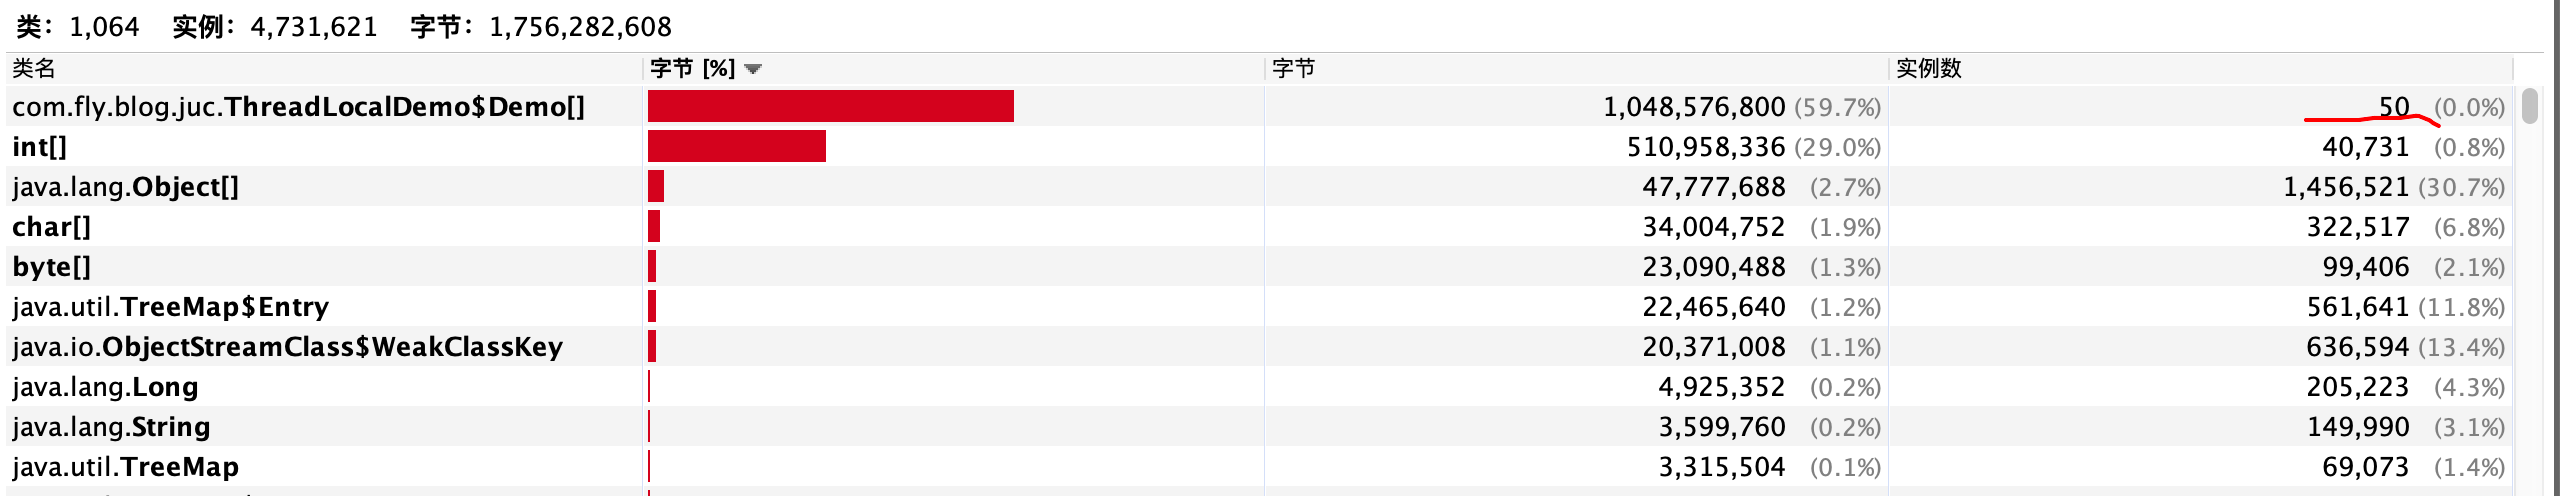 类: 1,064 实例: 4,731,621 字节: 1,756,282,608
类名 字节 [%] 字节 实例数
com.fly.blog.juc.ThreadLocalDemo$Demo[] 1,048,576,800 (59.7%) 50 (0.0%)
int[] 510,958,336 (29.0%) 40,731 (0.8%)
java.lang.Object[] 47,777,688 (2.7%) 1,456,521 (30.7%)
char[] 34,004,752 (1.9%) 322,517 (6.8%)
byte[] 23,090,488 (1.3%) 99,406 (2.1%)
java.util.TreeMap$Entry 22,465,640 (1.2%) 561,641 (11.8%)
java.io.ObjectStreamClass$WeakClassKey 20,371,008 (1.1%) 636,594 (13.4%)
java.lang.Long 4,925,352 (0.2%) 205,223 (4.3%)
java.lang.String 3,599,760 (0.2%) 149,990 (3.1%)
java.util.TreeMap 3,315,504 (0.1%) 69,073 (1.4%)